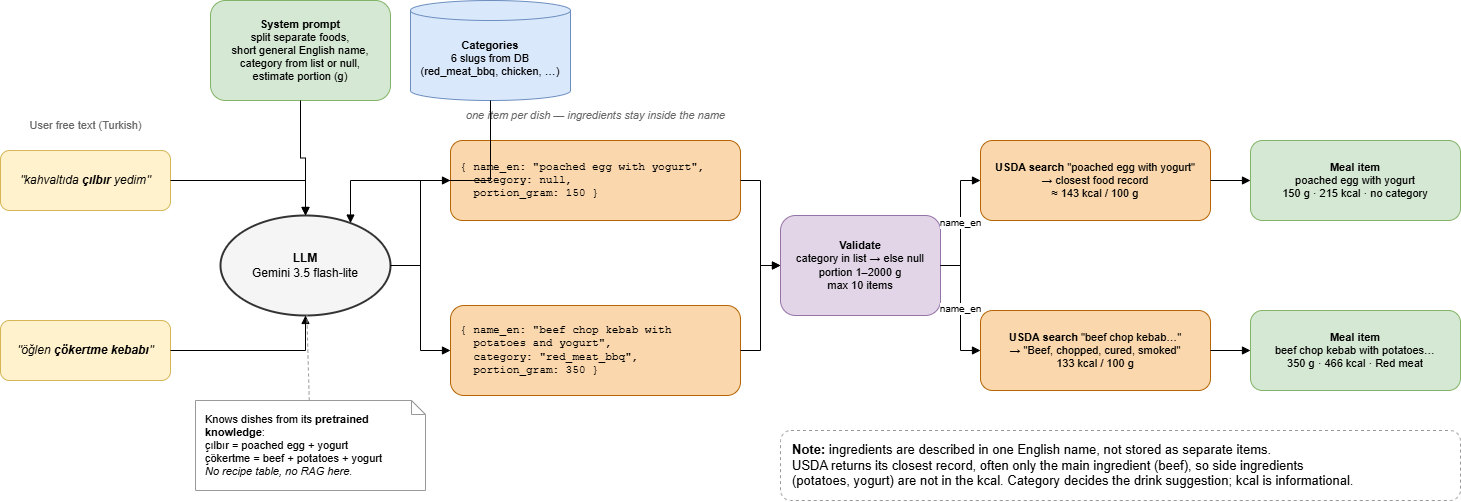 System prompt
split separate foods,
short general English name,
category from list or null,
estimate portion (g)
Categories
6 slugs from DB
(red_meat_bbq, chicken, …)
one item per dish — ingredients stay inside the name
User free text (Turkish)
"kahvaltıda çılbır yedim"
"öğlen çökertme kebabı"
LLM
Gemini 3.5 flash-lite
Knows dishes from its pretrained
knowledge:
çılbır = poached egg + yogurt
çökertme = beef + potatoes + yogurt
No recipe table, no RAG here.
{ name_en: "poached egg with yogurt",
category: null,
portion_gram: 150 }
{ name_en: "beef chop kebab with
potatoes and yogurt",
category: "red_meat_bbq",
portion_gram: 350 }
Validate
category in list → else null
portion 1–2000 g
max 10 items
name_en
name_en
USDA search "poached egg with yogurt"
→ closest food record
≈ 143 kcal / 100 g
Meal item
poached egg with yogurt
150 g · 215 kcal · no category
USDA search "beef chop kebab…"
→ "Beef, chopped, cured, smoked"
133 kcal / 100 g
Meal item
beef chop kebab with potatoes…
350 g · 466 kcal · Red meat
Note: ingredients are described in one English name, not stored as separate items.
USDA returns its closest record, often only the main ingredient (beef), so side ingredients
(potatoes, yogurt) are not in the kcal. Category decides the drink suggestion; kcal is informational.